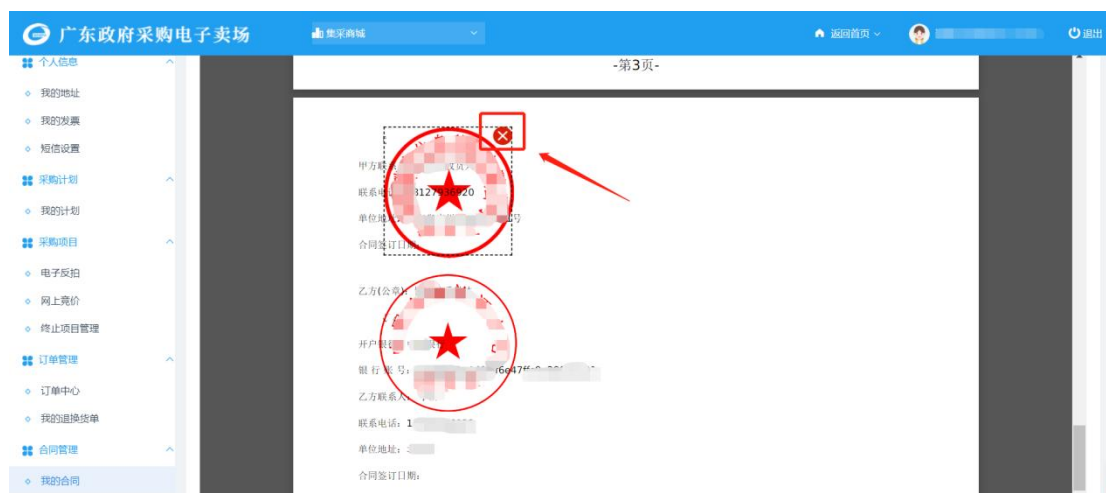 广东政府采购电子卖场
集采商城
返回首页
退出
个人信息
我的地址
我的发票
短信设置
采购计划
我的计划
采购项目
电子反拍
网上竞价
终止项目管理
订单管理
订单中心
我的退换货单
合同管理
我的合同
-第3页-
甲方联
联系电
单位地
号
合同签订日期:
乙方(公章):
开户银
银 行 账 号:
乙方联系人:
联系电话: 1
单位地址:
合同签订日期: